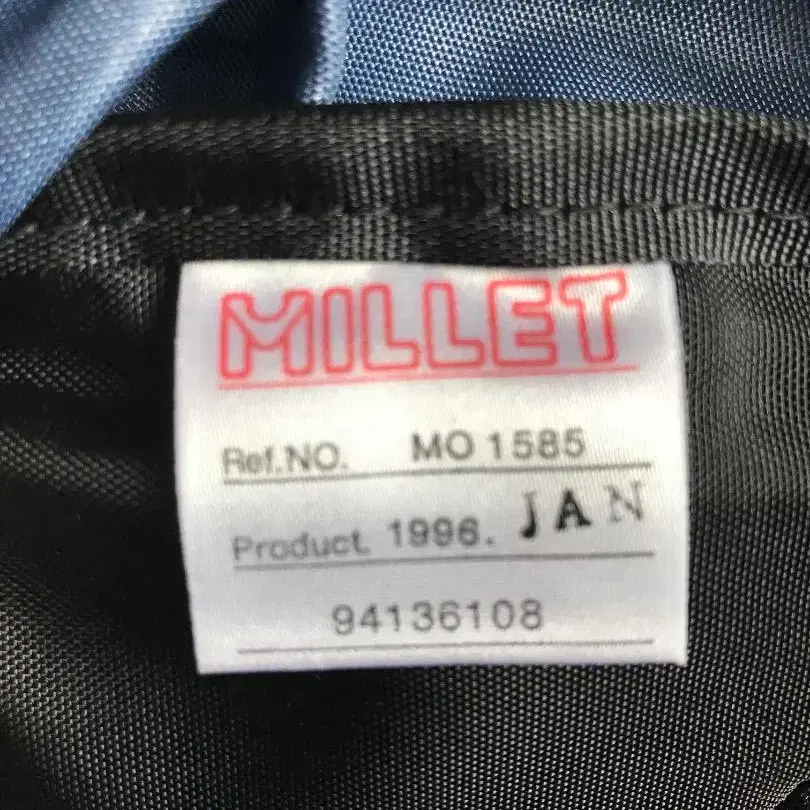 MILLET
Ref.NO. MO 1585
Product. 1996. JAN
94136108